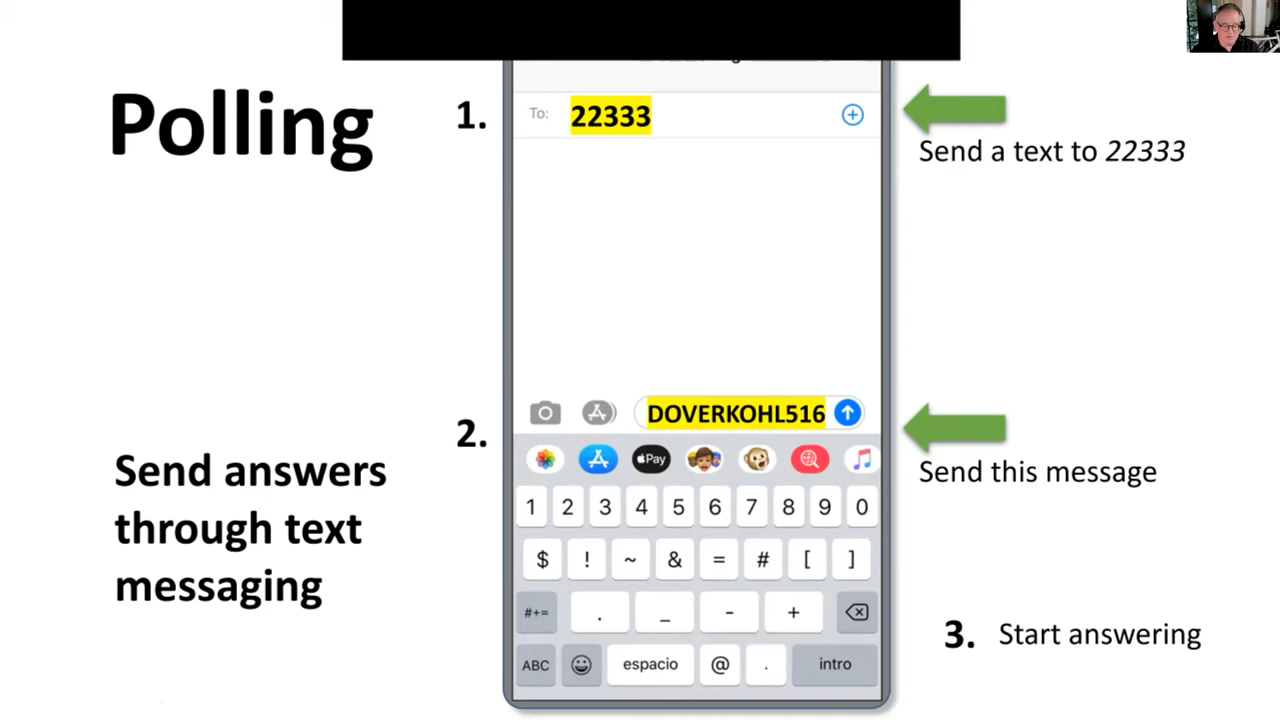 Polling
1.
To:
22333
Send a text to 22333
DOVERKOHL516
2.
Send this message
Send answers
through text
messaging
Pay
1 2 3 4 5 6 7 8 9 0
$ ! ~ & = # [ ]
#+= . _ - +
ABC espacio @ . intro
3. Start answering